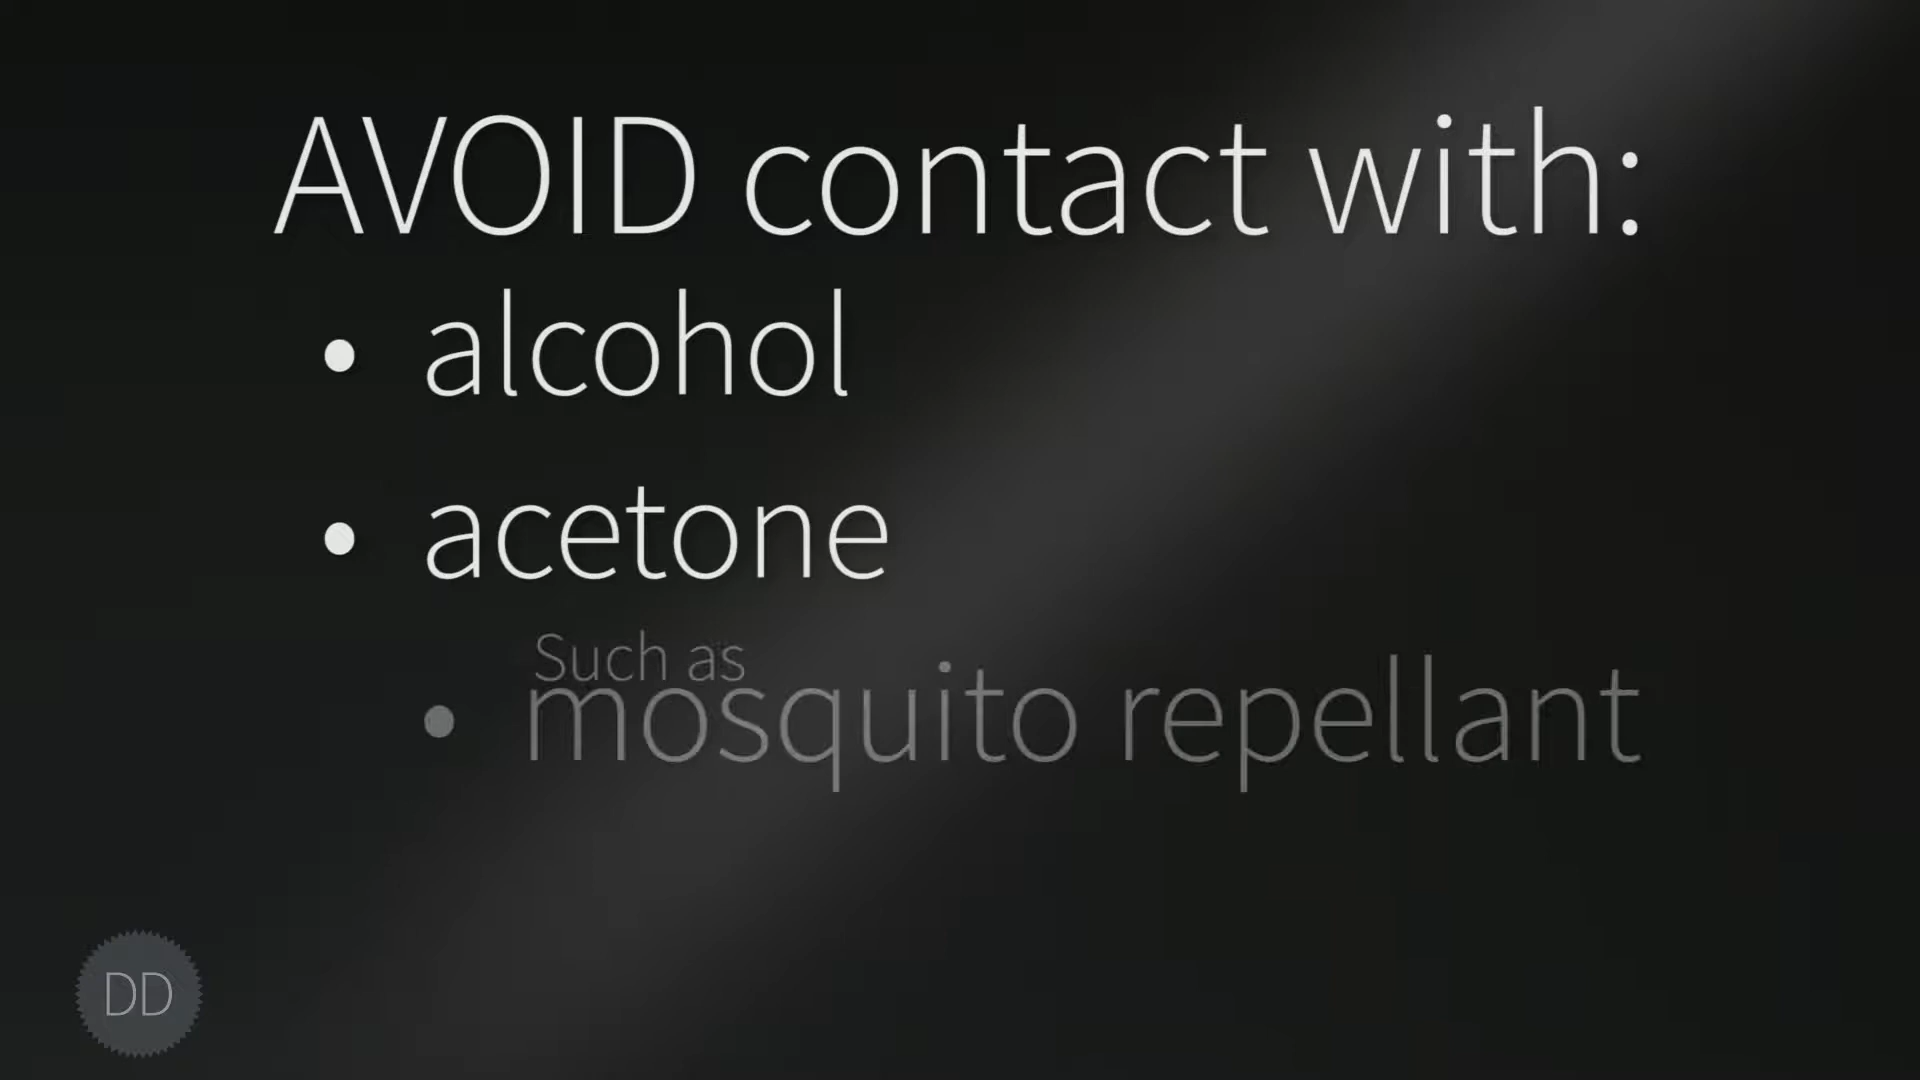 AVOID contact with:
• alcohol
• acetone
Such as
• mosquito repellant
DD